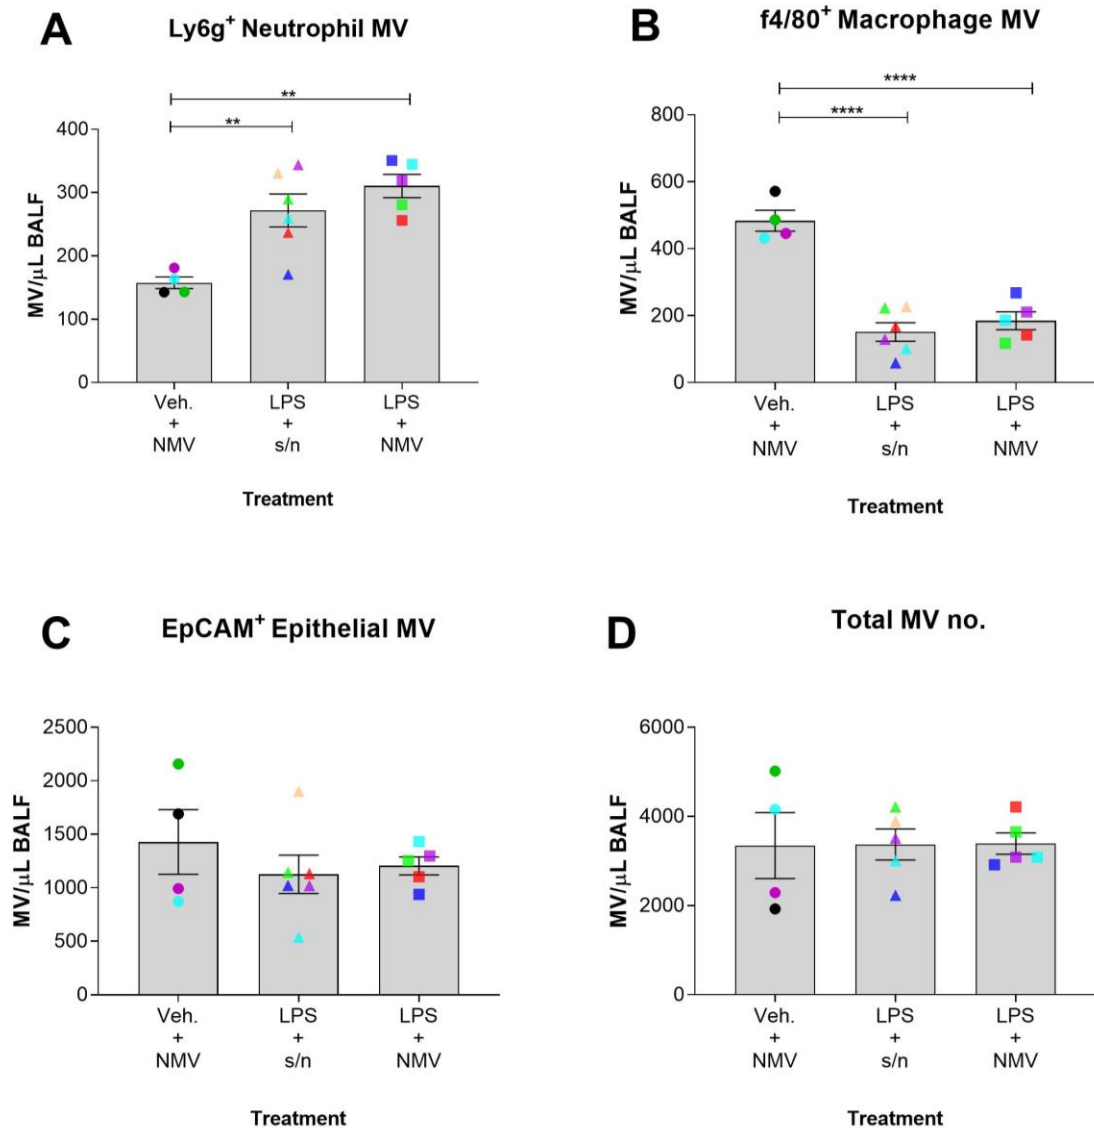 A
Ly6g⁺ Neutrophil MV
**
**
MV/µL BALF
400
300
200
100
0
Veh. LPS LPS
+ + +
NMV s/n NMV
Treatment
B
f4/80⁺ Macrophage MV
****
****
MV/µL BALF
800
600
400
200
0
Veh. LPS LPS
+ + +
NMV s/n NMV
Treatment
C
EpCAM⁺ Epithelial MV
MV/µL BALF
2500
2000
1500
1000
500
0
Veh. LPS LPS
+ + +
NMV s/n NMV
Treatment
D
Total MV no.
MV/µL BALF
6000
4000
2000
0
Veh. LPS LPS
+ + +
NMV s/n NMV
Treatment